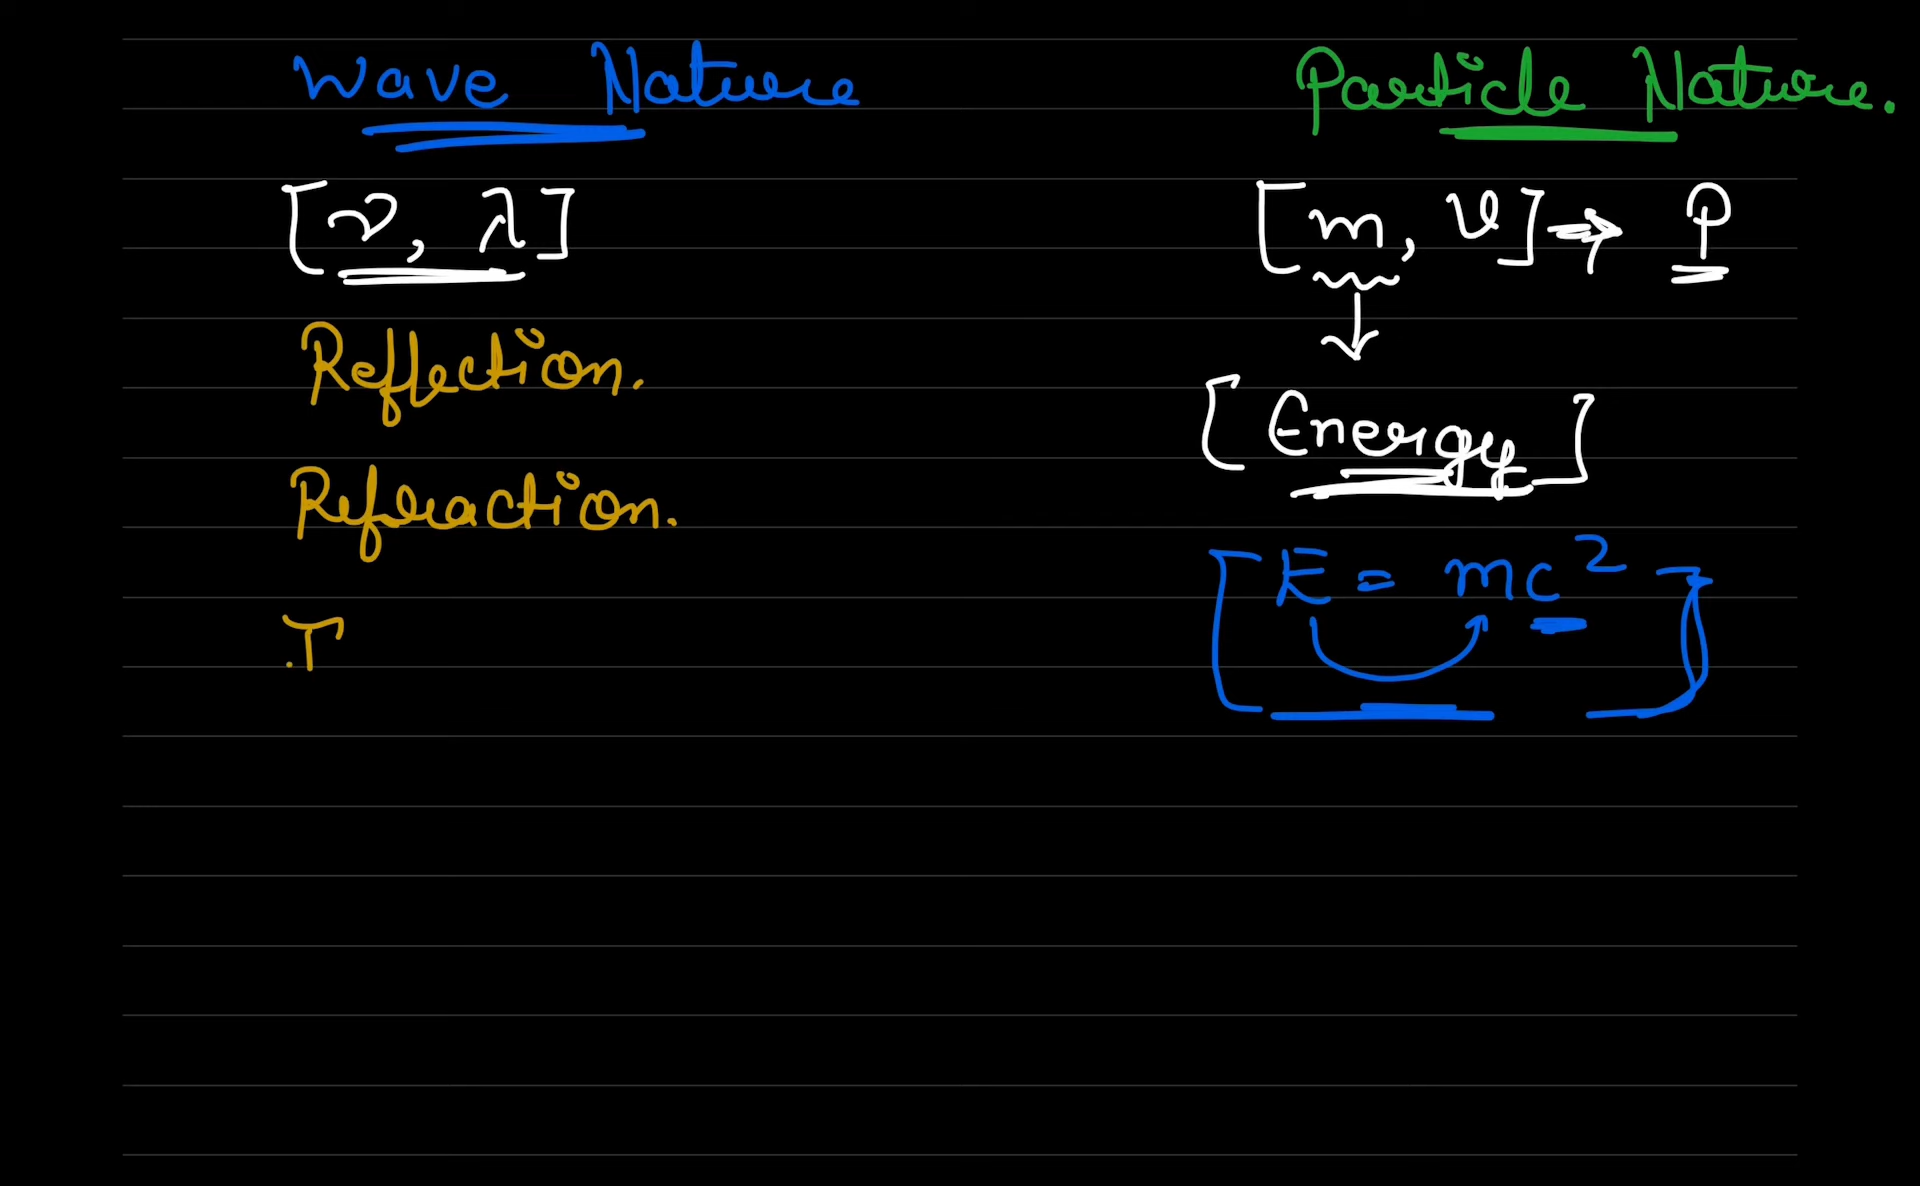 Wave Nature
Particle Nature.
[ν, λ]
[m, v] → P
Reflection.
[Energy]
Refraction.
[E = mc²]